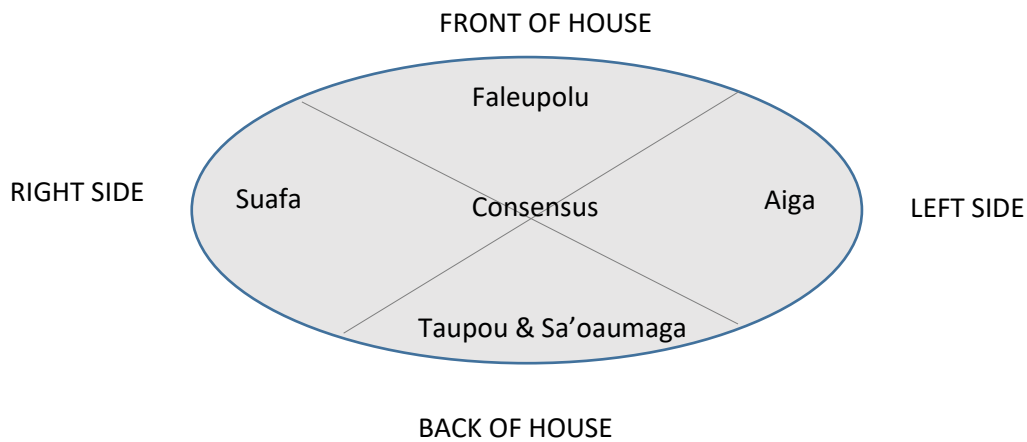 FRONT OF HOUSE
Faleupolu
RIGHT SIDE
Suafa
Consensus
Aiga
LEFT SIDE
Taupou & Sa’oaumaga
BACK OF HOUSE